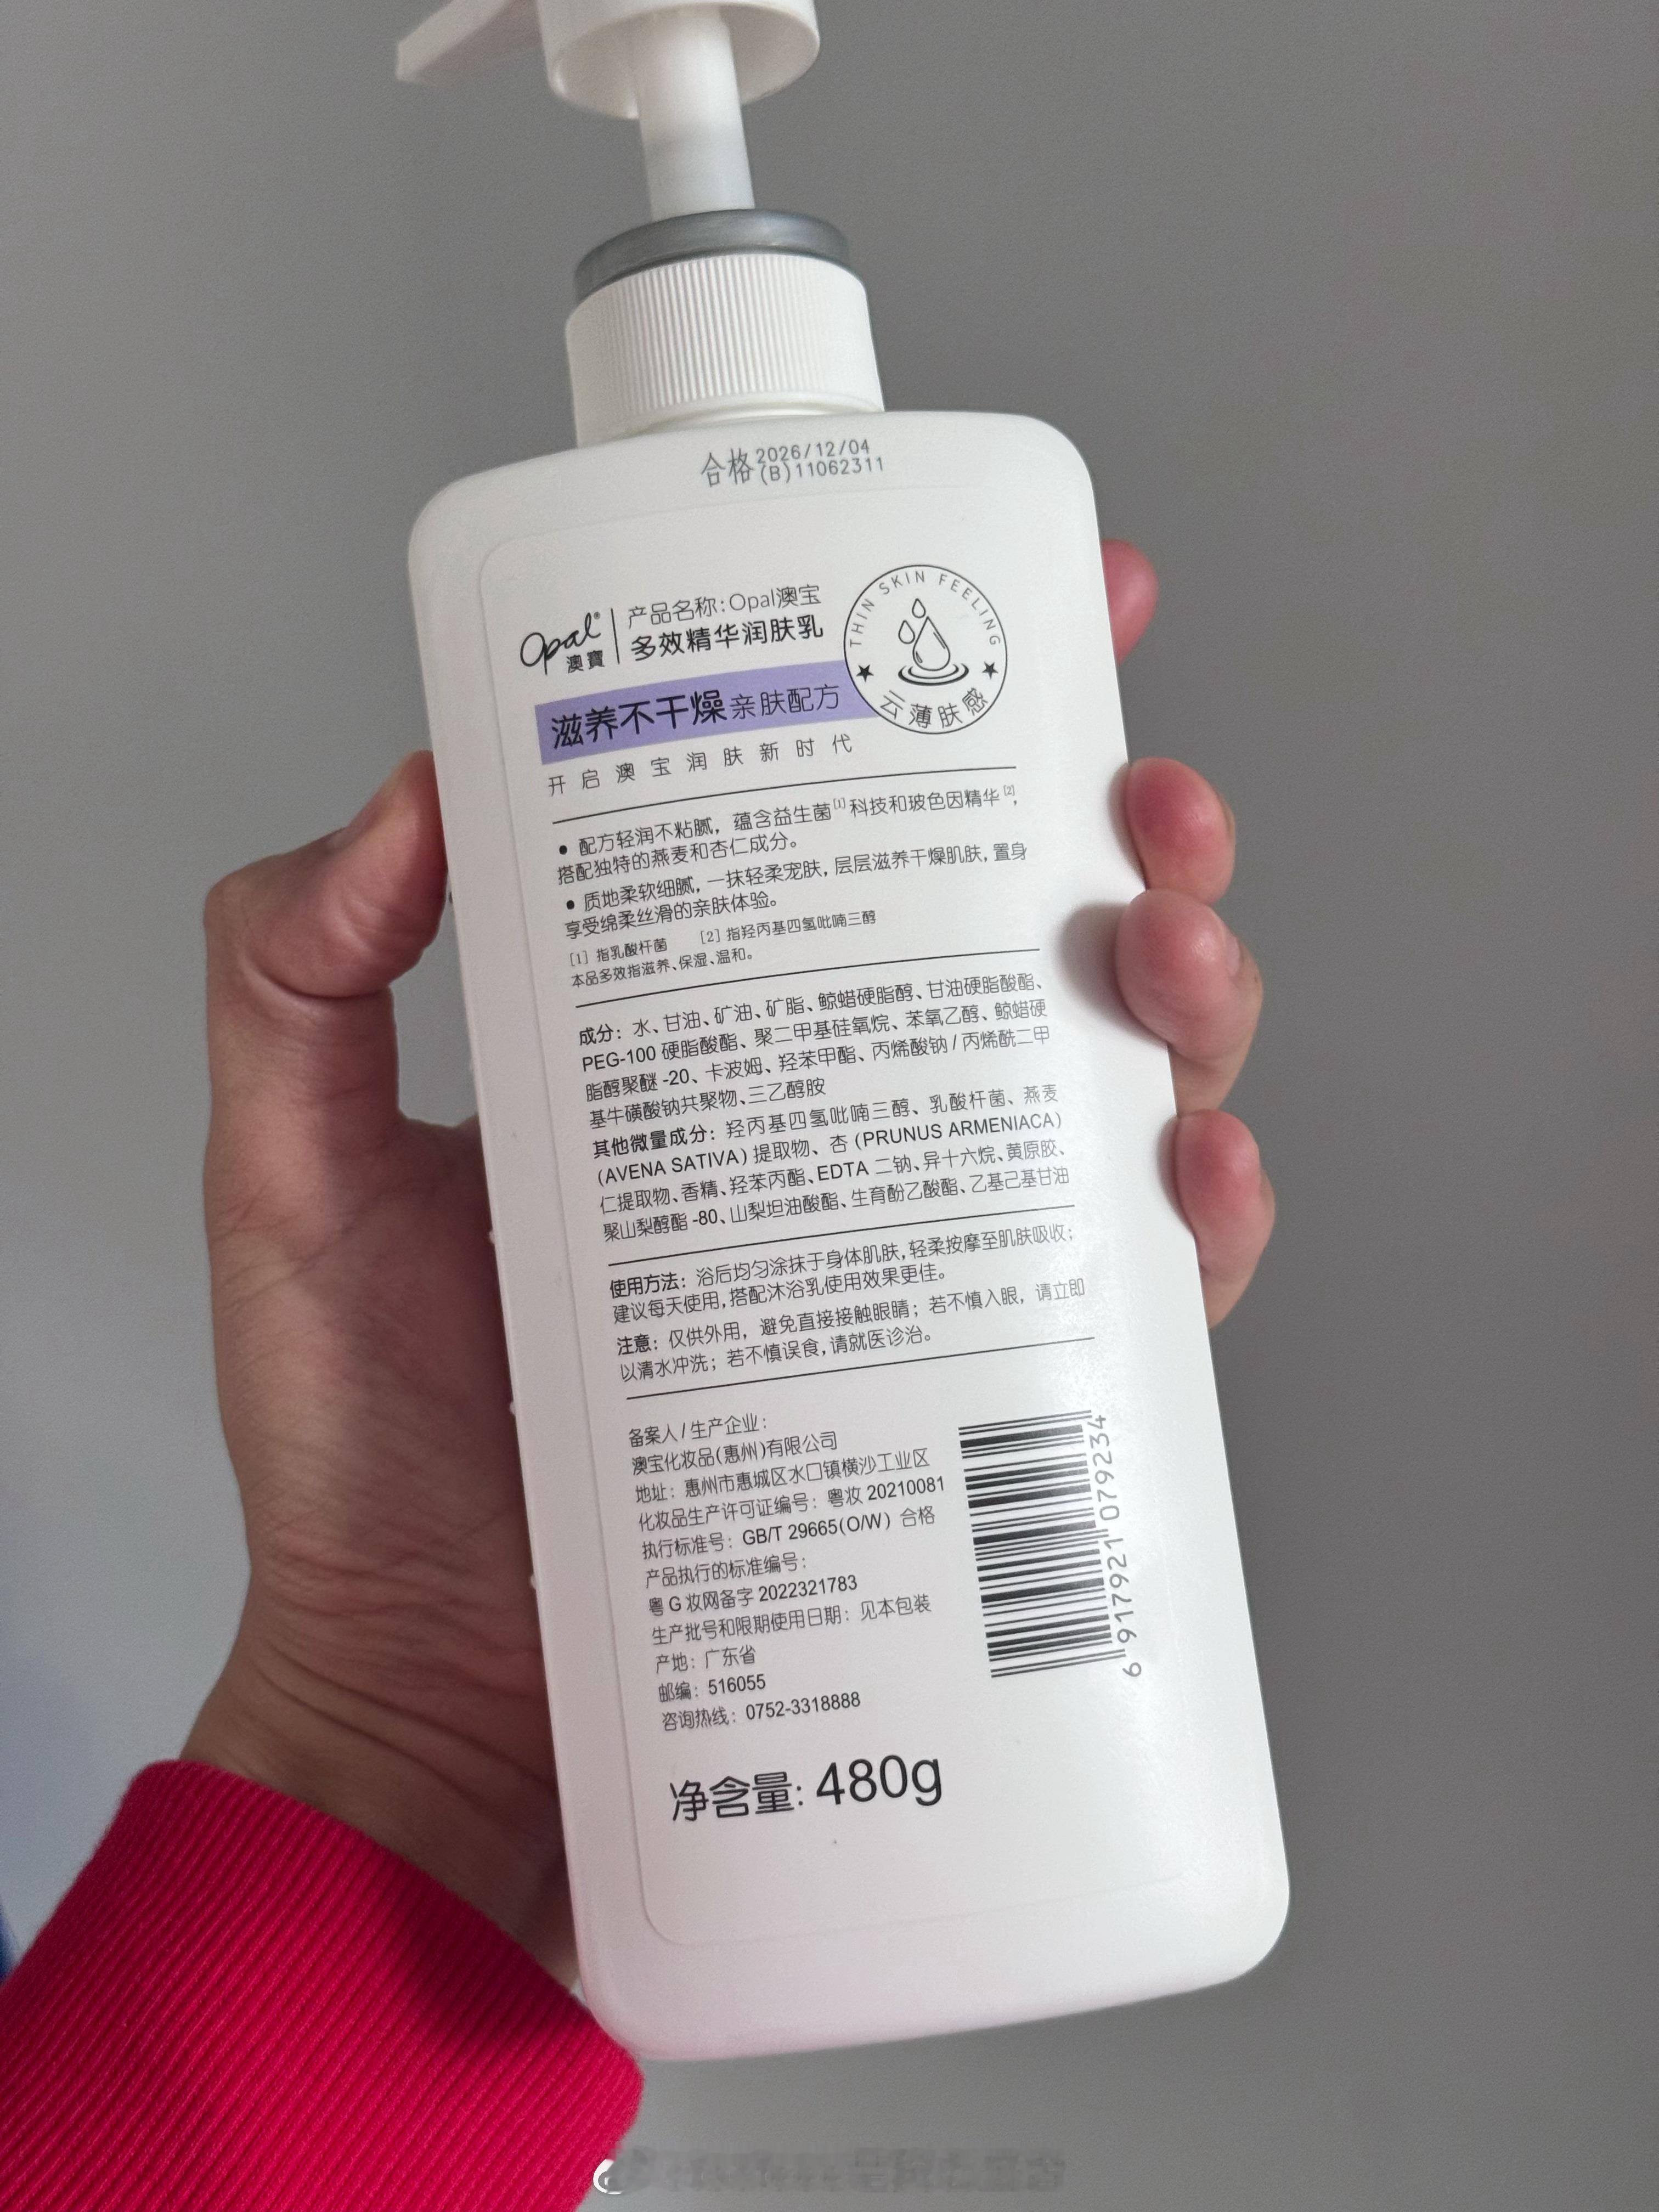 合格 2026/12/04
(B)11062311
Opal® 澳寶
产品名称:Opal澳宝
多效精华润肤乳
THIN SKIN FEELING
云薄肤感
滋养不干燥 亲肤配方
开启澳宝润肤新时代
• 配方轻润不粘腻，蕴含益生菌[1]科技和玻色因精华[2]，
搭配独特的燕麦和杏仁成分。
• 质地柔软细腻，一抹轻柔宠肤，层层滋养干燥肌肤，置身
享受绵柔丝滑的亲肤体验。
[1] 指乳酸杆菌 [2] 指羟丙基四氢吡喃三醇
本品多效指滋养、保湿、温和。
成分：水、甘油、矿油、矿脂、鲸蜡硬脂醇、甘油硬脂酸酯、
PEG-100 硬脂酸酯、聚二甲基硅氧烷、苯氧乙醇、鲸蜡硬
脂醇聚醚 -20、卡波姆、羟苯甲酯、丙烯酸钠 / 丙烯酰二甲
基牛磺酸钠共聚物、三乙醇胺
其他微量成分：羟丙基四氢吡喃三醇、乳酸杆菌、燕麦
(AVENA SATIVA) 提取物、杏 (PRUNUS ARMENIACA)
仁提取物、香精、羟苯丙酯、EDTA 二钠、异十六烷、黄原胶、
聚山梨醇酯 -80、山梨坦油酸酯、生育酚乙酸酯、乙基己基甘油
使用方法：浴后均匀涂抹于身体肌肤，轻柔按摩至肌肤吸收；
建议每天使用，搭配沐浴乳使用效果更佳。
注意：仅供外用，避免直接接触眼睛；若不慎入眼，请立即
以清水冲洗；若不慎误食，请就医诊治。
备案人 / 生产企业：
澳宝化妆品(惠州)有限公司
地址：惠州市惠城区水口镇横沙工业区
化妆品生产许可证编号：粤妆 20210081
执行标准号：GB/T 29665(O/W) 合格
产品执行的标准编号：
粤 G 妆网备字 2022321783
生产批号和限期使用日期：见本包装
产地：广东省
邮编：516055
咨询热线：0752-3318888
6 917921 079234
净含量: 480g